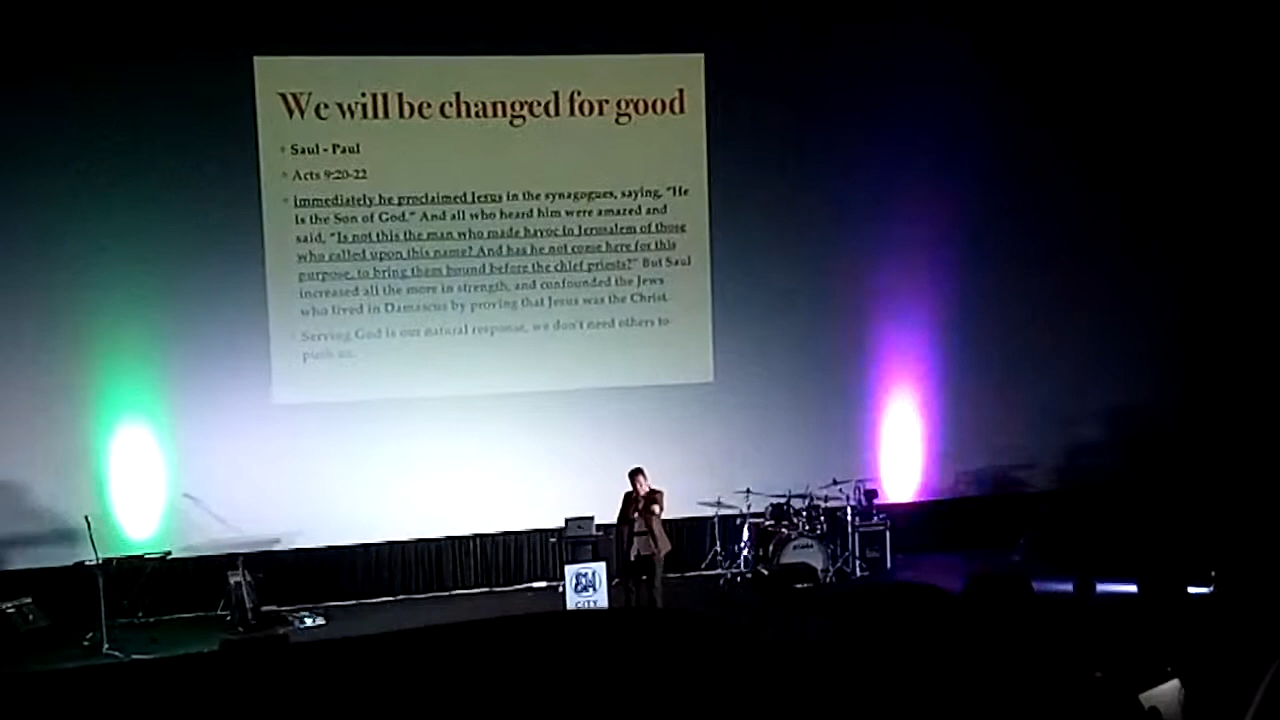 We will be changed for good
Saul - Paul
Acts 9:20-22
Immediately he proclaimed Jesus in the synagogues, saying, "He
is the Son of God." And all who heard him were amazed and
said, "Is not this the man who made havoc in Jerusalem of those
who called upon this name? And has he not come here for this
purpose, to bring them bound before the chief priests?" But Saul
increased all the more in strength, and confounded the Jews
who lived in Damascus by proving that Jesus was the Christ.
Serving God is our natural response, we don't need others to
push us.
SM
CITY
TAMA